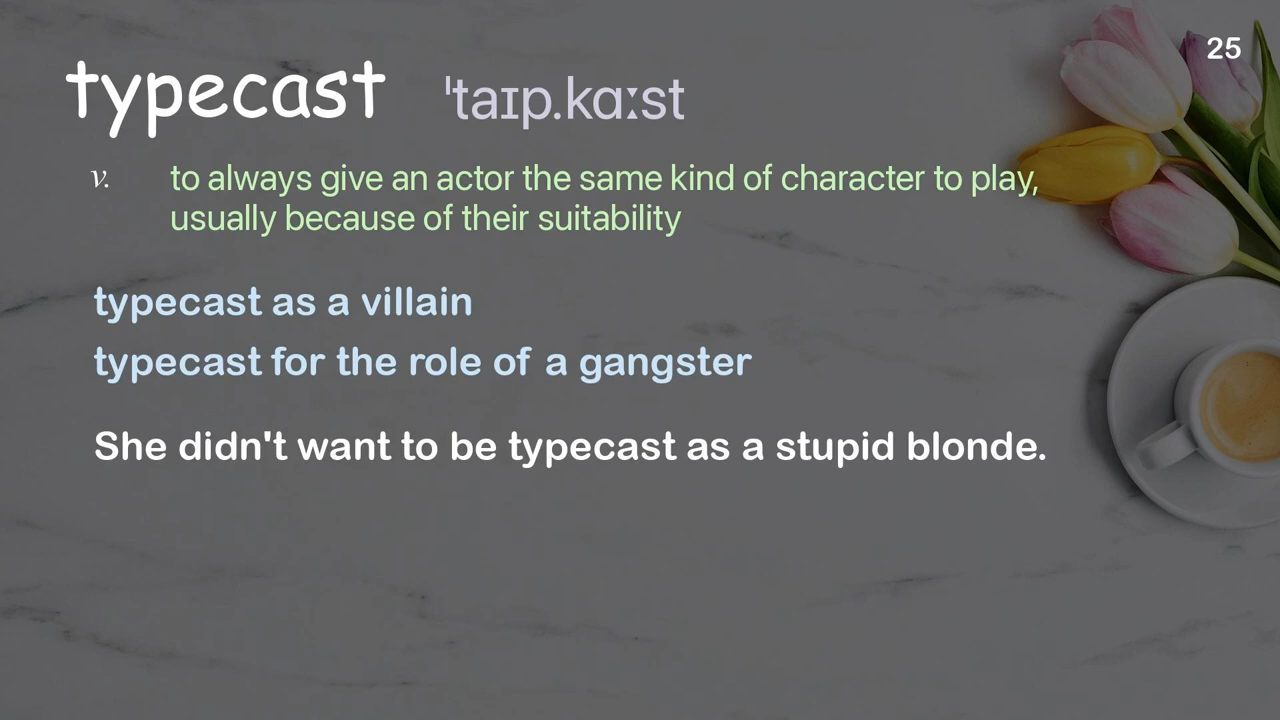 25
typecast ˈtaɪp.kɑːst
v. to always give an actor the same kind of character to play,
usually because of their suitability
typecast as a villain
typecast for the role of a gangster
She didn't want to be typecast as a stupid blonde.